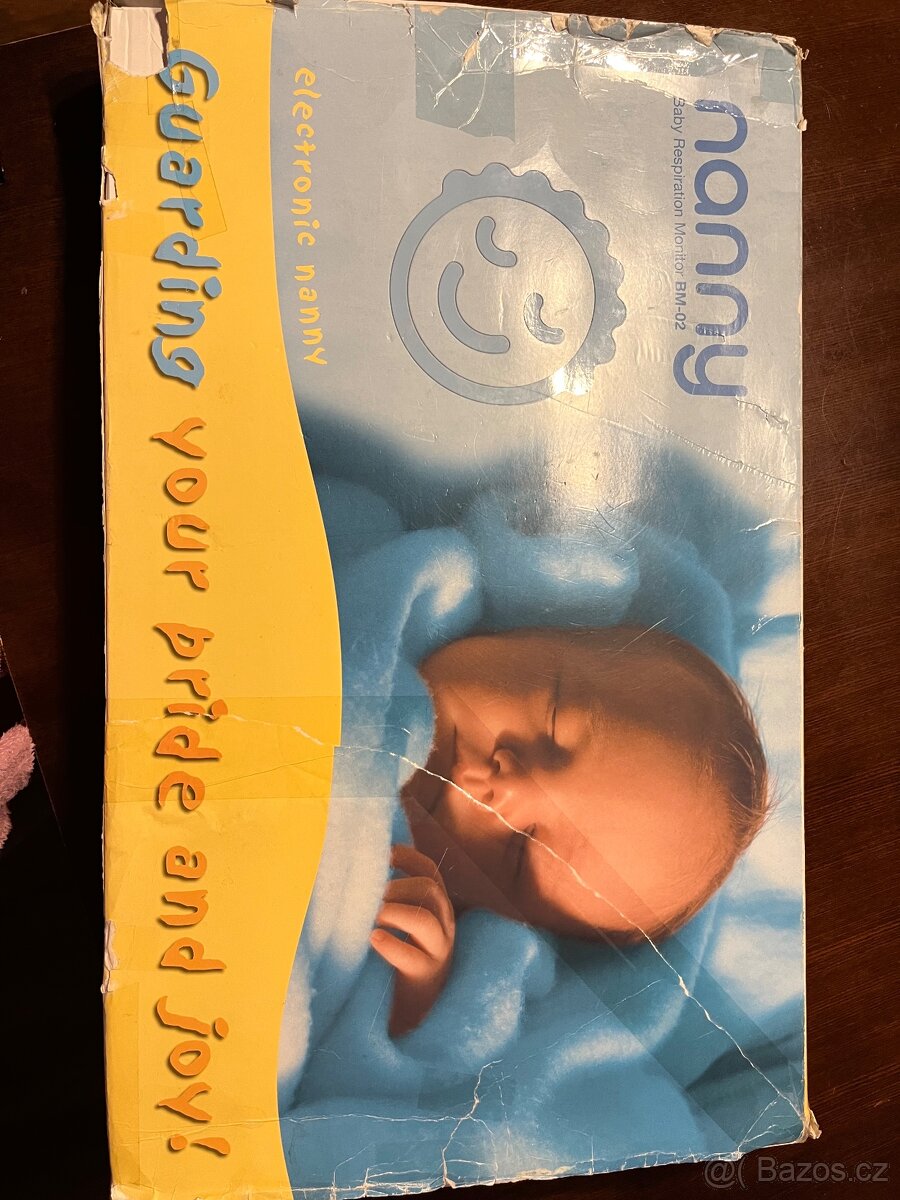 nanny
Baby Respiration Monitor BM-02
electronic nanny
Guarding your pride and joy!
@( Bazos.cz